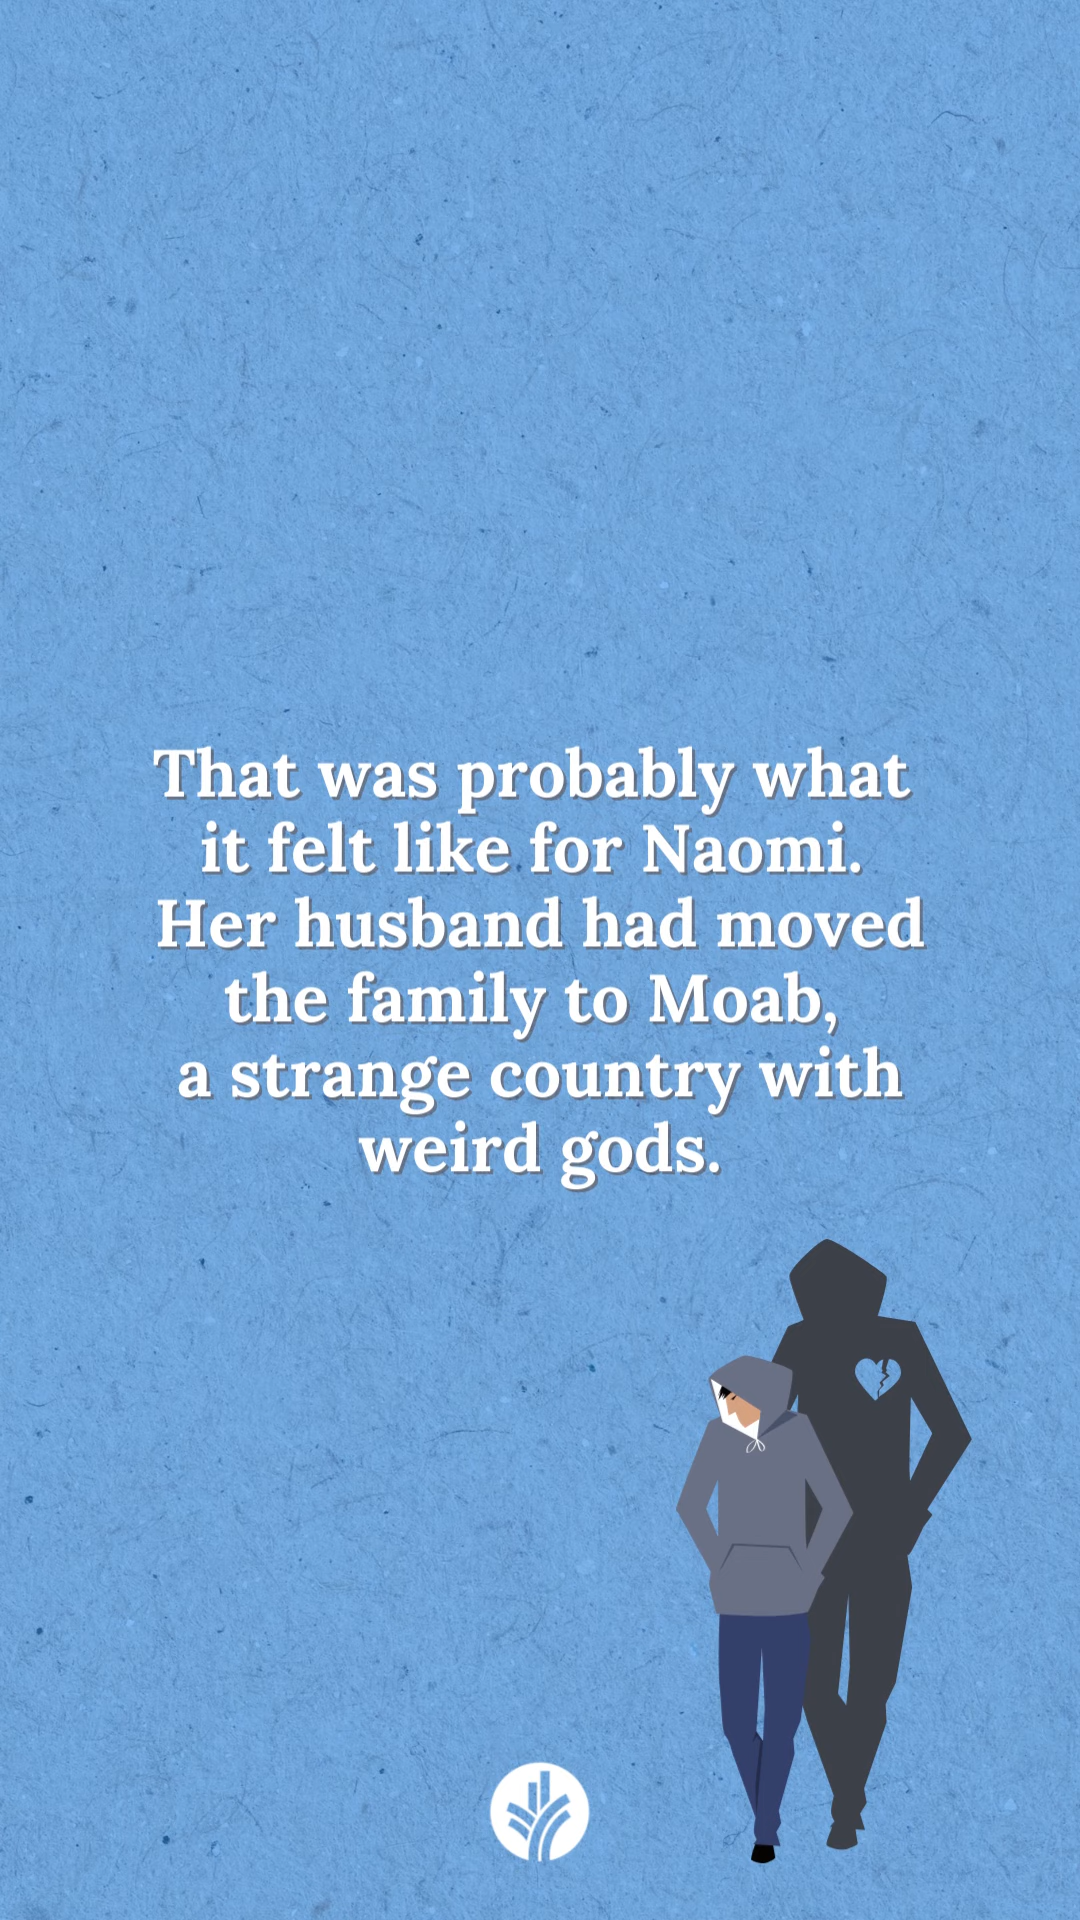 That was probably what
it felt like for Naomi.
Her husband had moved
the family to Moab,
a strange country with
weird gods.